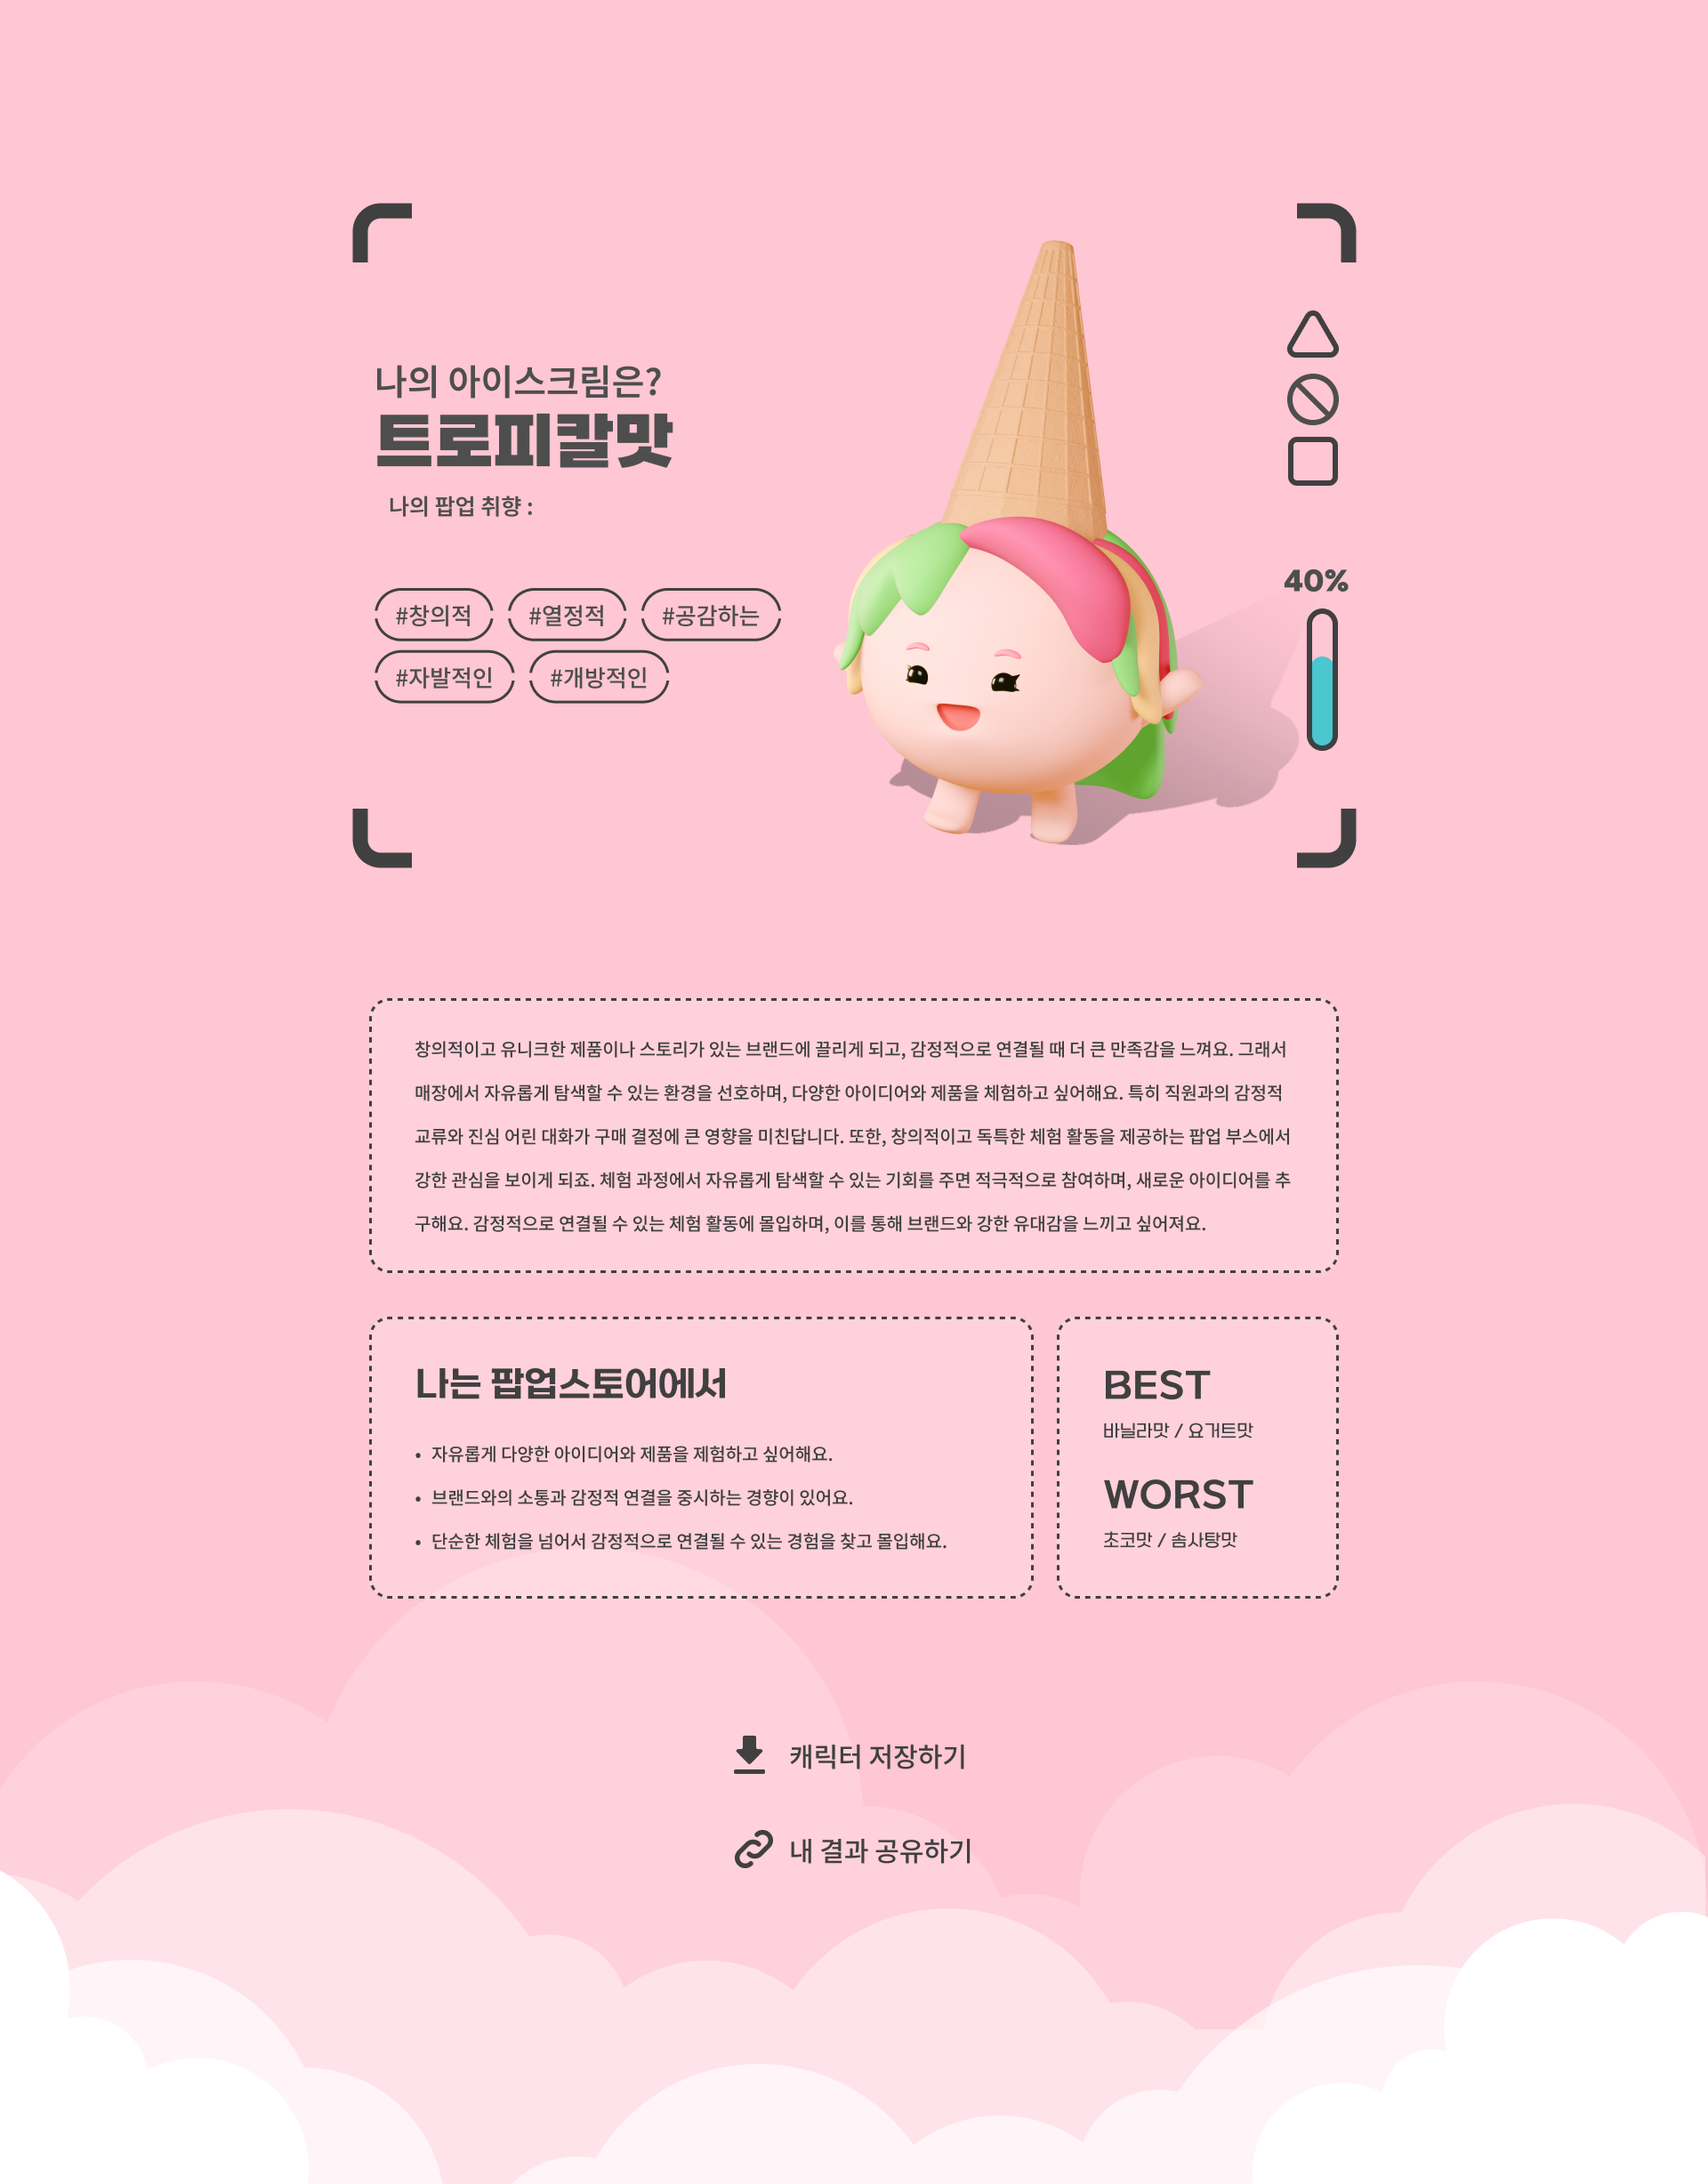 나의 아이스크림은?
트로피칼맛
나의 팝업 취향 :
#창의적 #열정적 #공감하는
#자발적인 #개방적인
40%
창의적이고 유니크한 제품이나 스토리가 있는 브랜드에 끌리게 되고, 감정적으로 연결될 때 더 큰 만족감을 느껴요. 그래서
매장에서 자유롭게 탐색할 수 있는 환경을 선호하며, 다양한 아이디어와 제품을 체험하고 싶어해요. 특히 직원과의 감정적
교류와 진심 어린 대화가 구매 결정에 큰 영향을 미친답니다. 또한, 창의적이고 독특한 체험 활동을 제공하는 팝업 부스에서
강한 관심을 보이게 되죠. 체험 과정에서 자유롭게 탐색할 수 있는 기회를 주면 적극적으로 참여하며, 새로운 아이디어를 추
구해요. 감정적으로 연결될 수 있는 체험 활동에 몰입하며, 이를 통해 브랜드와 강한 유대감을 느끼고 싶어져요.
나는 팝업스토어에서
• 자유롭게 다양한 아이디어와 제품을 제험하고 싶어해요.
• 브랜드와의 소통과 감정적 연결을 중시하는 경향이 있어요.
• 단순한 체험을 넘어서 감정적으로 연결될 수 있는 경험을 찾고 몰입해요.
BEST
바닐라맛 / 요거트맛
WORST
초코맛 / 솜사탕맛
캐릭터 저장하기
내 결과 공유하기